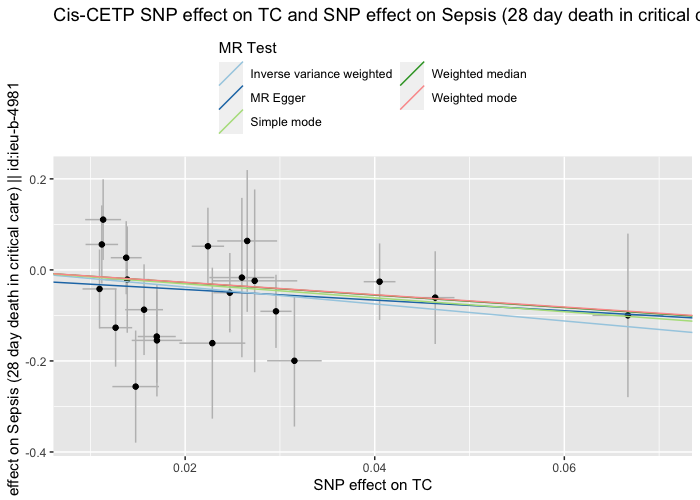 Cis-CETP SNP effect on TC and SNP effect on Sepsis (28 day death in critical
MR Test
Inverse variance weighted
MR Egger
Simple mode
Weighted median
Weighted mode
effect on Sepsis (28 day death in critical care) || id:ieu-b-4981
0.2
0.0
-0.2
-0.4
0.02
0.04
0.06
SNP effect on TC